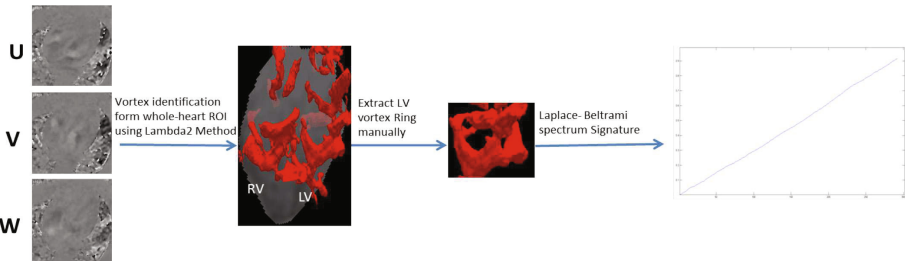 U
V
W
Vortex identification
form whole-heart ROI
using Lambda2 Method
RV
LV
Extract LV
vortex Ring
manually
Laplace- Beltrami
spectrum Signature